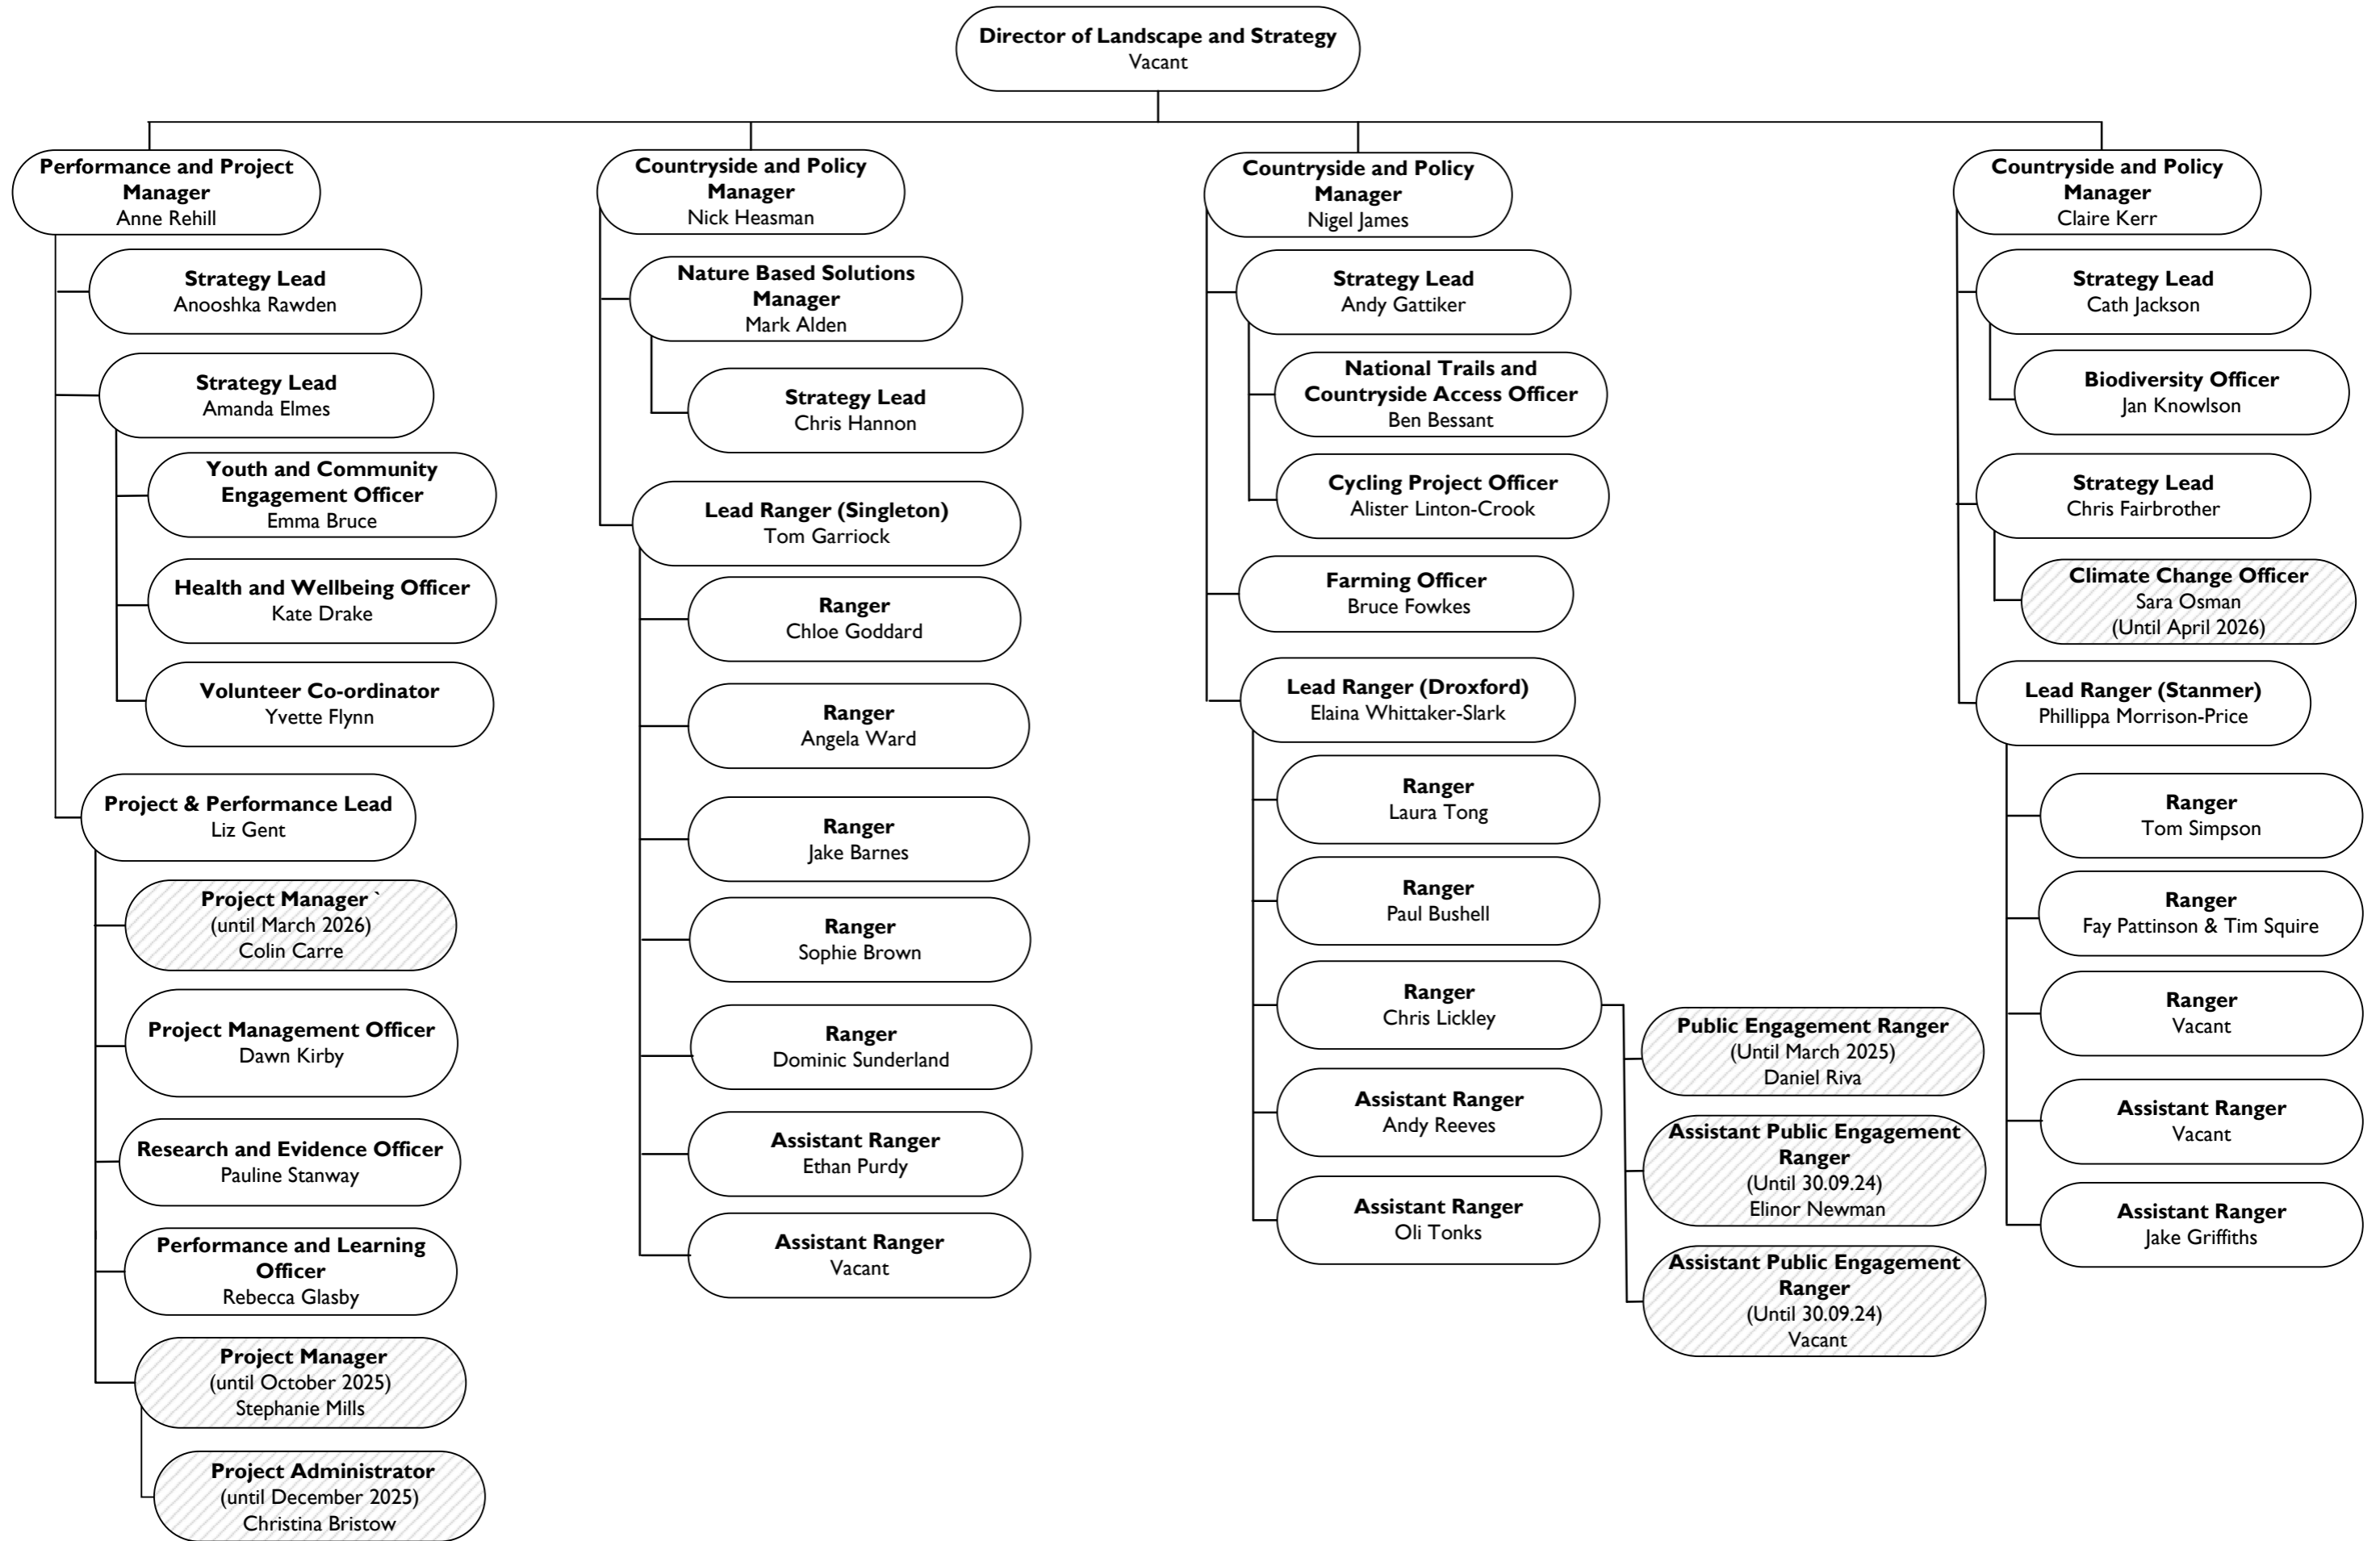 Director of Landscape and Strategy
Vacant
Performance and Project
Manager
Anne Rehill
Strategy Lead
Anooshka Rawden
Strategy Lead
Amanda Elmes
Youth and Community
Engagement Officer
Emma Bruce
Health and Wellbeing Officer
Kate Drake
Volunteer Co-ordinator
Yvette Flynn
Project & Performance Lead
Liz Gent
Project Manager `
(until March 2026)
Colin Carre
Project Management Officer
Dawn Kirby
Research and Evidence Officer
Pauline Stanway
Performance and Learning
Officer
Rebecca Glasby
Project Manager
(until October 2025)
Stephanie Mills
Project Administrator
(until December 2025)
Christina Bristow
Countryside and Policy
Manager
Nick Heasman
Nature Based Solutions
Manager
Mark Alden
Strategy Lead
Chris Hannon
Lead Ranger (Singleton)
Tom Garriock
Ranger
Chloe Goddard
Ranger
Angela Ward
Ranger
Jake Barnes
Ranger
Sophie Brown
Ranger
Dominic Sunderland
Assistant Ranger
Ethan Purdy
Assistant Ranger
Vacant
Countryside and Policy
Manager
Nigel James
Strategy Lead
Andy Gattiker
National Trails and
Countryside Access Officer
Ben Bessant
Cycling Project Officer
Alister Linton-Crook
Farming Officer
Bruce Fowkes
Lead Ranger (Droxford)
Elaina Whittaker-Slark
Ranger
Laura Tong
Ranger
Paul Bushell
Ranger
Chris Lickley
Assistant Ranger
Andy Reeves
Assistant Ranger
Oli Tonks
Public Engagement Ranger
(Until March 2025)
Daniel Riva
Assistant Public Engagement
Ranger
(Until 30.09.24)
Elinor Newman
Assistant Public Engagement
Ranger
(Until 30.09.24)
Vacant
Countryside and Policy
Manager
Claire Kerr
Strategy Lead
Cath Jackson
Biodiversity Officer
Jan Knowlson
Strategy Lead
Chris Fairbrother
Climate Change Officer
Sara Osman
(Until April 2026)
Lead Ranger (Stanmer)
Phillippa Morrison-Price
Ranger
Tom Simpson
Ranger
Fay Pattinson & Tim Squire
Ranger
Vacant
Assistant Ranger
Vacant
Assistant Ranger
Jake Griffiths